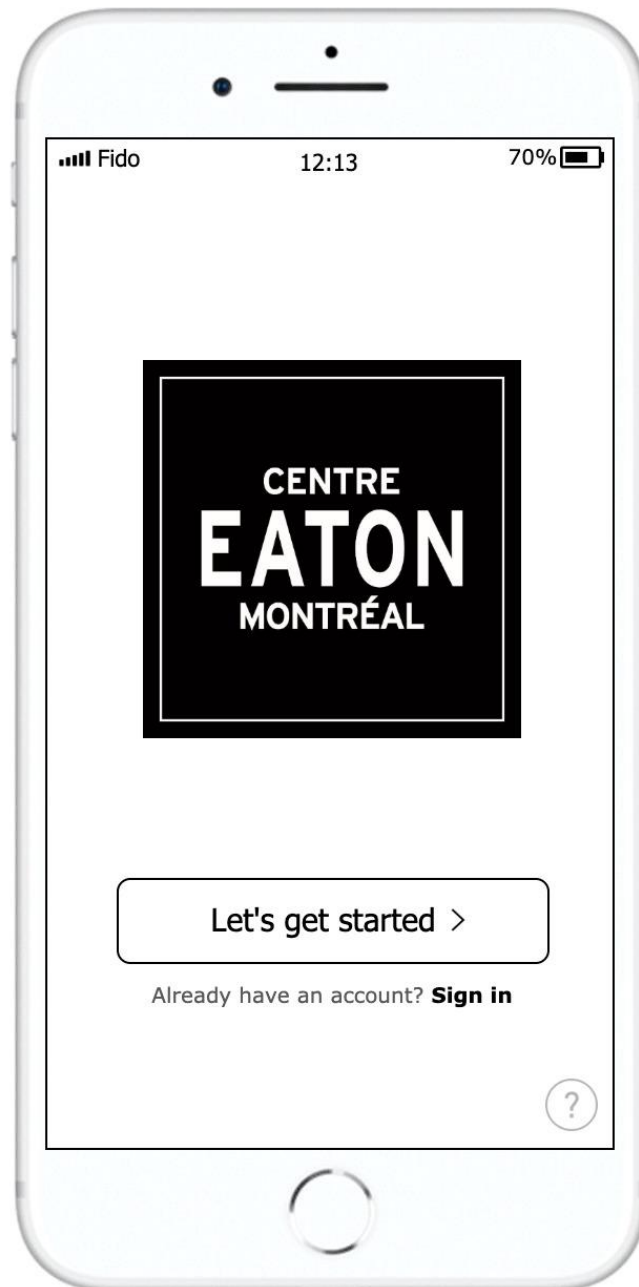 Fido 12:13 70%
CENTRE
EATON
MONTRÉAL
Let's get started >
Already have an account? Sign in
?